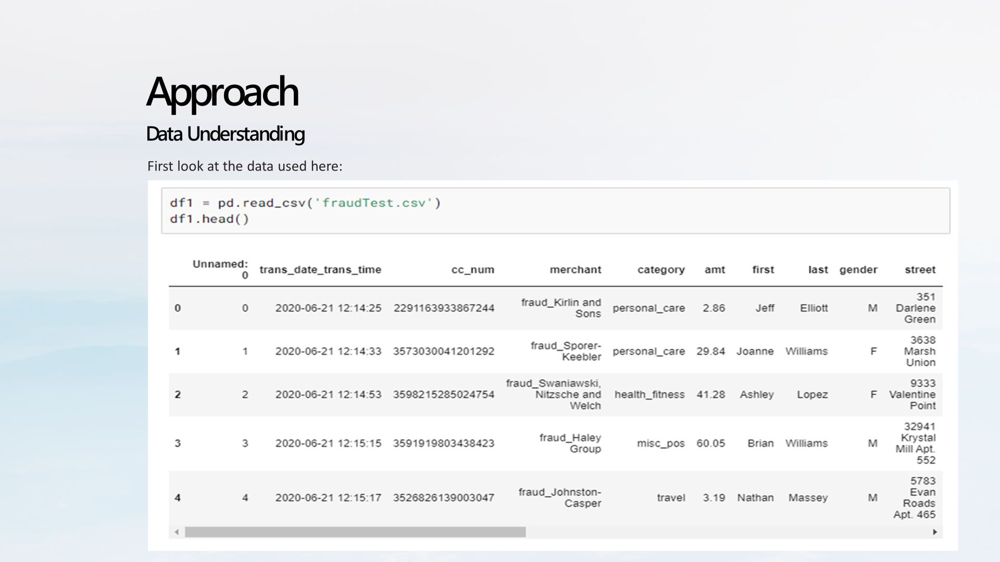 Approach
Data Understanding
First look at the data used here:
df1 = pd.read_csv('fraudTest.csv')
df1.head()
Unnamed: 0 trans_date_trans_time cc_num merchant category amt first last gender street
0 0 2020-06-21 12:14:25 2291163933867244 fraud_Kirlin and Sons personal_care 2.86 Jeff Elliott M 351 Darlene Green
1 1 2020-06-21 12:14:33 3573030041201292 fraud_Sporer-Keebler personal_care 29.84 Joanne Williams F 3638 Marsh Union
2 2 2020-06-21 12:14:53 3598215285024754 fraud_Swaniawski, Nitzsche and Welch health_fitness 41.28 Ashley Lopez F 9333 Valentine Point
3 3 2020-06-21 12:15:15 3591919803438423 fraud_Haley Group misc_pos 60.05 Brian Williams M 32941 Krystal Mill Apt. 552
4 4 2020-06-21 12:15:17 3526826139003047 fraud_Johnston-Casper travel 3.19 Nathan Massey M 5783 Evan Roads Apt. 465